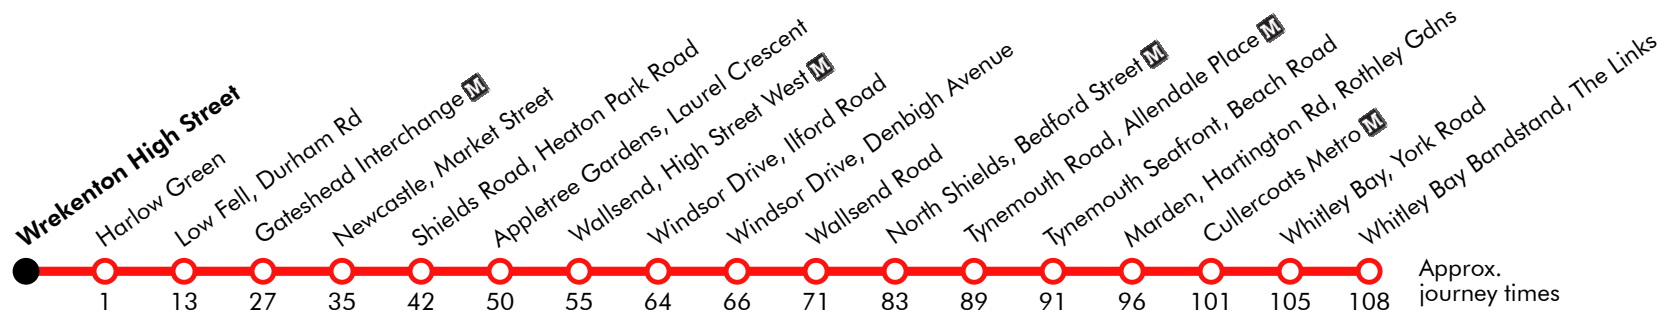 Wrekenton High Street
Harlow Green
Low Fell, Durham Rd
Gateshead Interchange M
Newcastle, Market Street
Shields Road, Heaton Park Road
Appletree Gardens, Laurel Crescent
Wallsend, High Street West M
Windsor Drive, Ilford Road
Windsor Drive, Denbigh Avenue
Wallsend Road
North Shields, Bedford Street M
Tynemouth Road, Allendale Place M
Tynemouth Seafront, Beach Road
Marden, Hartington Rd, Rothley Gdns
Cullercoats Metro M
Whitley Bay, York Road
Whitley Bay Bandstand, The Links
1 13 27 35 42 50 55 64 66 71 83 89 91 96 101 105 108
Approx.
journey times